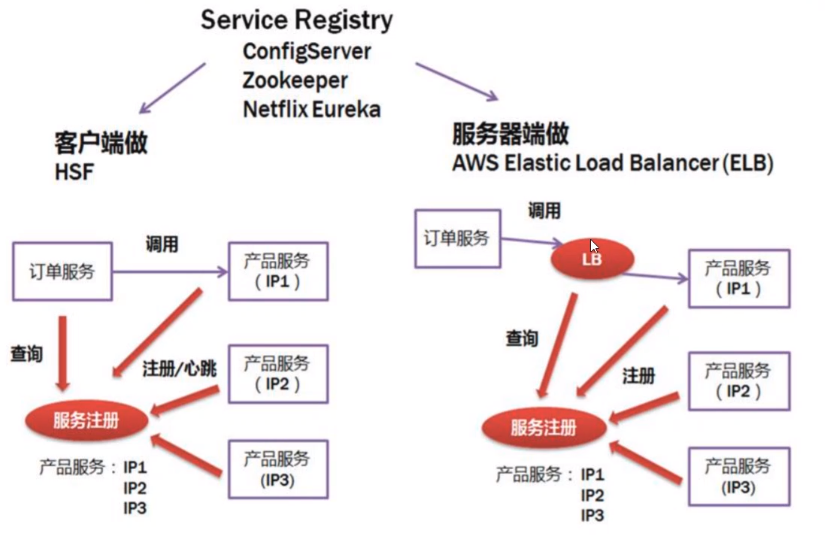 Service Registry
ConfigServer
Zookeeper
Netflix Eureka
客户端做
HSF
服务器端做
AWS Elastic Load Balancer (ELB)
订单服务
调用
产品服务
( IP1 )
查询
注册/心跳
产品服务
( IP2 )
服务注册
产品服务
(IP3)
产品服务： IP1
IP2
IP3
订单服务
调用
LB
产品服务
( IP1 )
查询
注册
产品服务
( IP2 )
服务注册
产品服务
(IP3)
产品服务： IP1
IP2
IP3